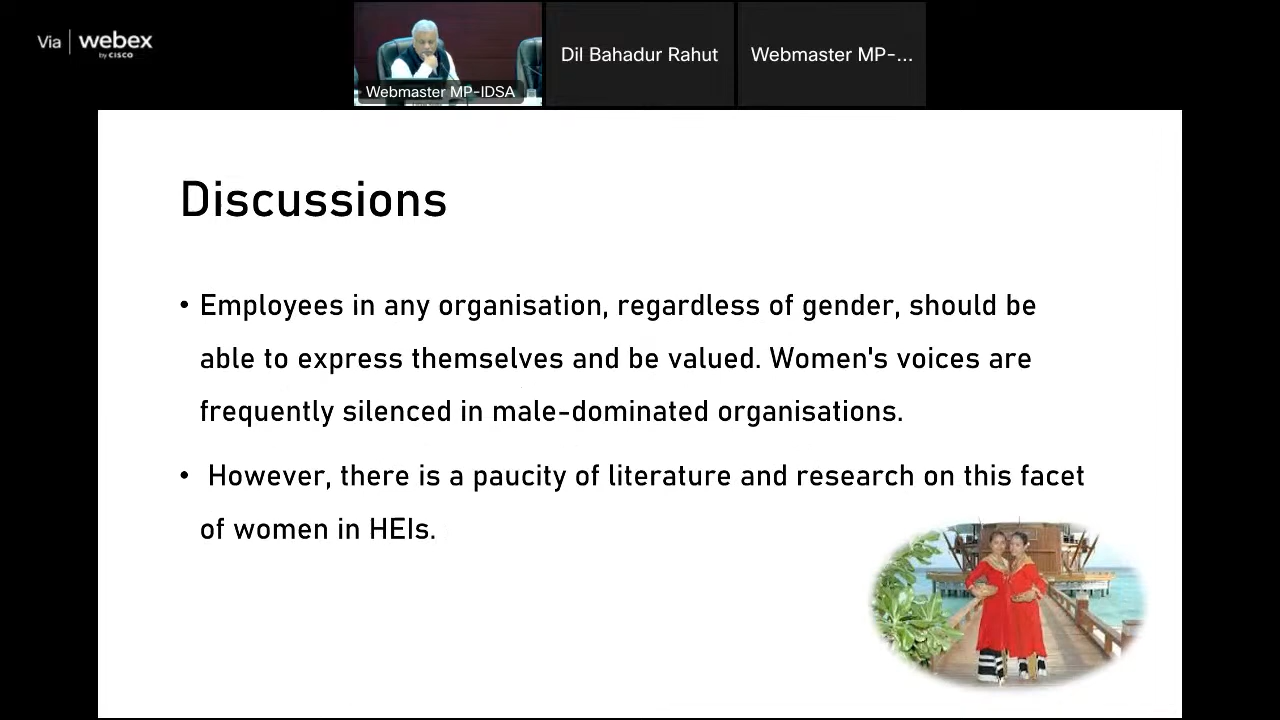 Via | webex
by CISCO
Webmaster MP-IDSA
Dil Bahadur Rahut
Webmaster MP-...
Discussions
• Employees in any organisation, regardless of gender, should be
able to express themselves and be valued. Women's voices are
frequently silenced in male-dominated organisations.
• However, there is a paucity of literature and research on this facet
of women in HEIs.